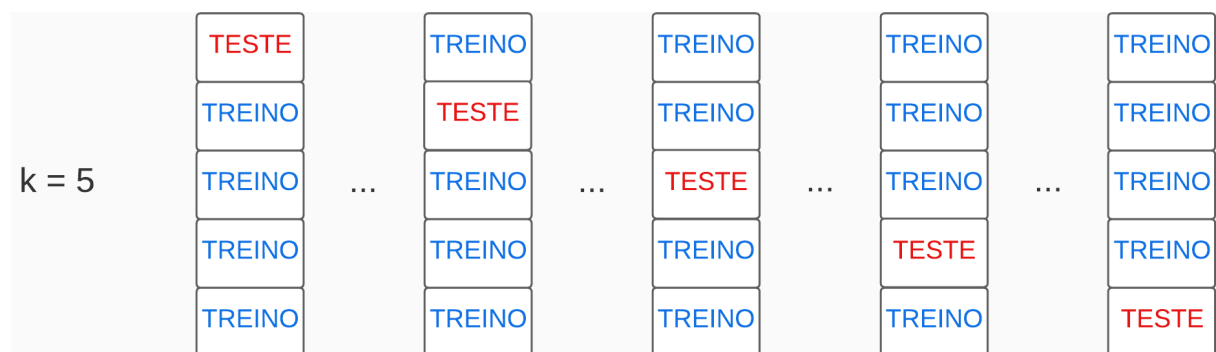 TESTE TREINO TREINO TREINO TREINO
TREINO TESTE TREINO TREINO TREINO
k = 5 TREINO ... TREINO ... TESTE ... TREINO ... TREINO
TREINO TREINO TREINO TESTE TREINO
TREINO TREINO TREINO TREINO TESTE